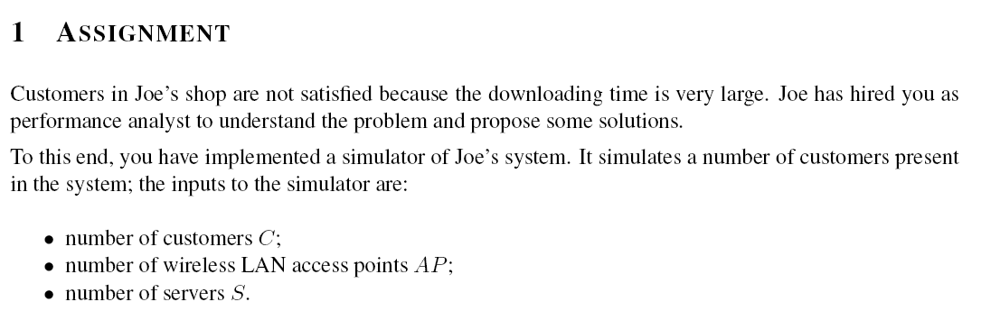 1 ASSIGNMENT
Customers in Joe's shop are not satisfied because the downloading time is very large. Joe has hired you as
performance analyst to understand the problem and propose some solutions.
To this end, you have implemented a simulator of Joe's system. It simulates a number of customers present
in the system; the inputs to the simulator are:
• number of customers C;
• number of wireless LAN access points AP;
• number of servers S.